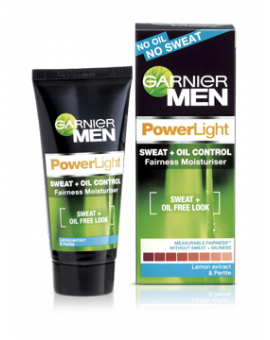 GARNIER
MEN
PowerLight
SWEAT + OIL CONTROL
Fairness Moisturiser
SWEAT +
OIL FREE LOOK
Lemon extract
& Perlite
NO OIL
NO SWEAT
GARNIER
MEN
PowerLight
SWEAT + OIL CONTROL
Fairness Moisturiser
SWEAT +
OIL FREE LOOK
MEASURABLE FAIRNESS
WITHOUT SWEAT + OILINESS
Lemon extract
& Perlite